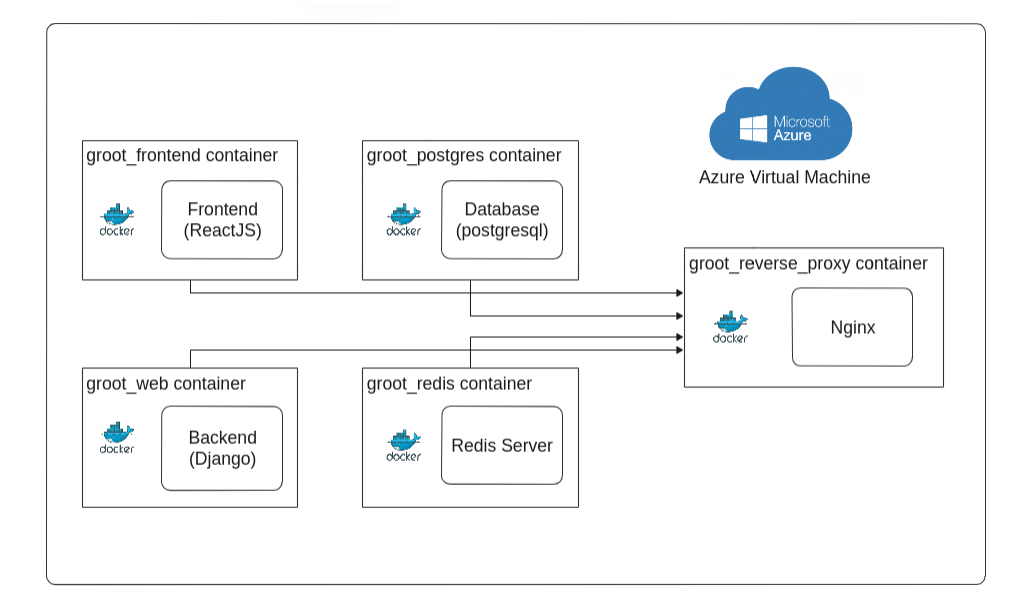 Microsoft
Azure
Azure Virtual Machine
groot_frontend container
docker
Frontend
(ReactJS)
groot_postgres container
docker
Database
(postgresql)
groot_reverse_proxy container
docker
Nginx
groot_web container
docker
Backend
(Django)
groot_redis container
docker
Redis Server